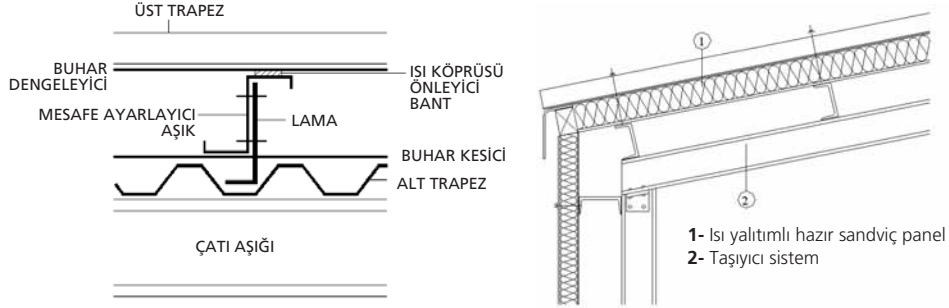 ÜST TRAPEZ
BUHAR
DENGELEYİCİ
ISI KÖPRÜSÜ
ÖNLEYİCİ
BANT
MESAFE AYARLAYICI
AŞIK
LAMA
BUHAR KESİCİ
ALT TRAPEZ
ÇATI AŞIĞI
1
2
1- Isı yalıtımlı hazır sandviç panel
2- Taşıyıcı sistem